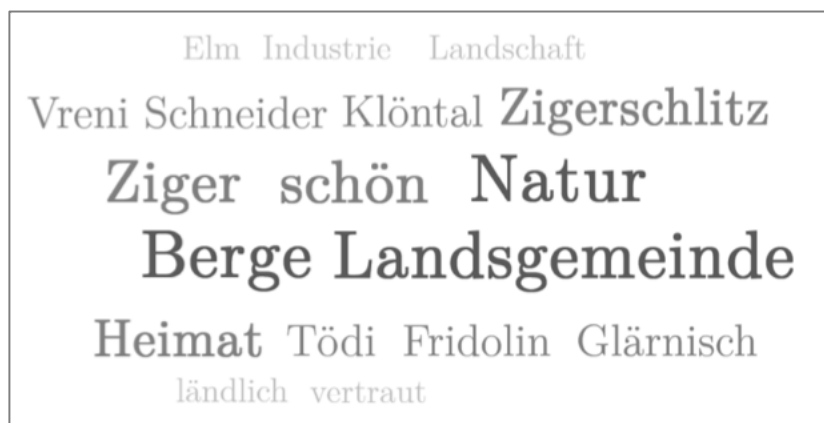 Elm Industrie Landschaft
Vreni Schneider Klöntal Zigerschlitz
Ziger schön Natur
Berge Landsgemeinde
Heimat Tödi Fridolin Glärnisch
ländlich vertraut